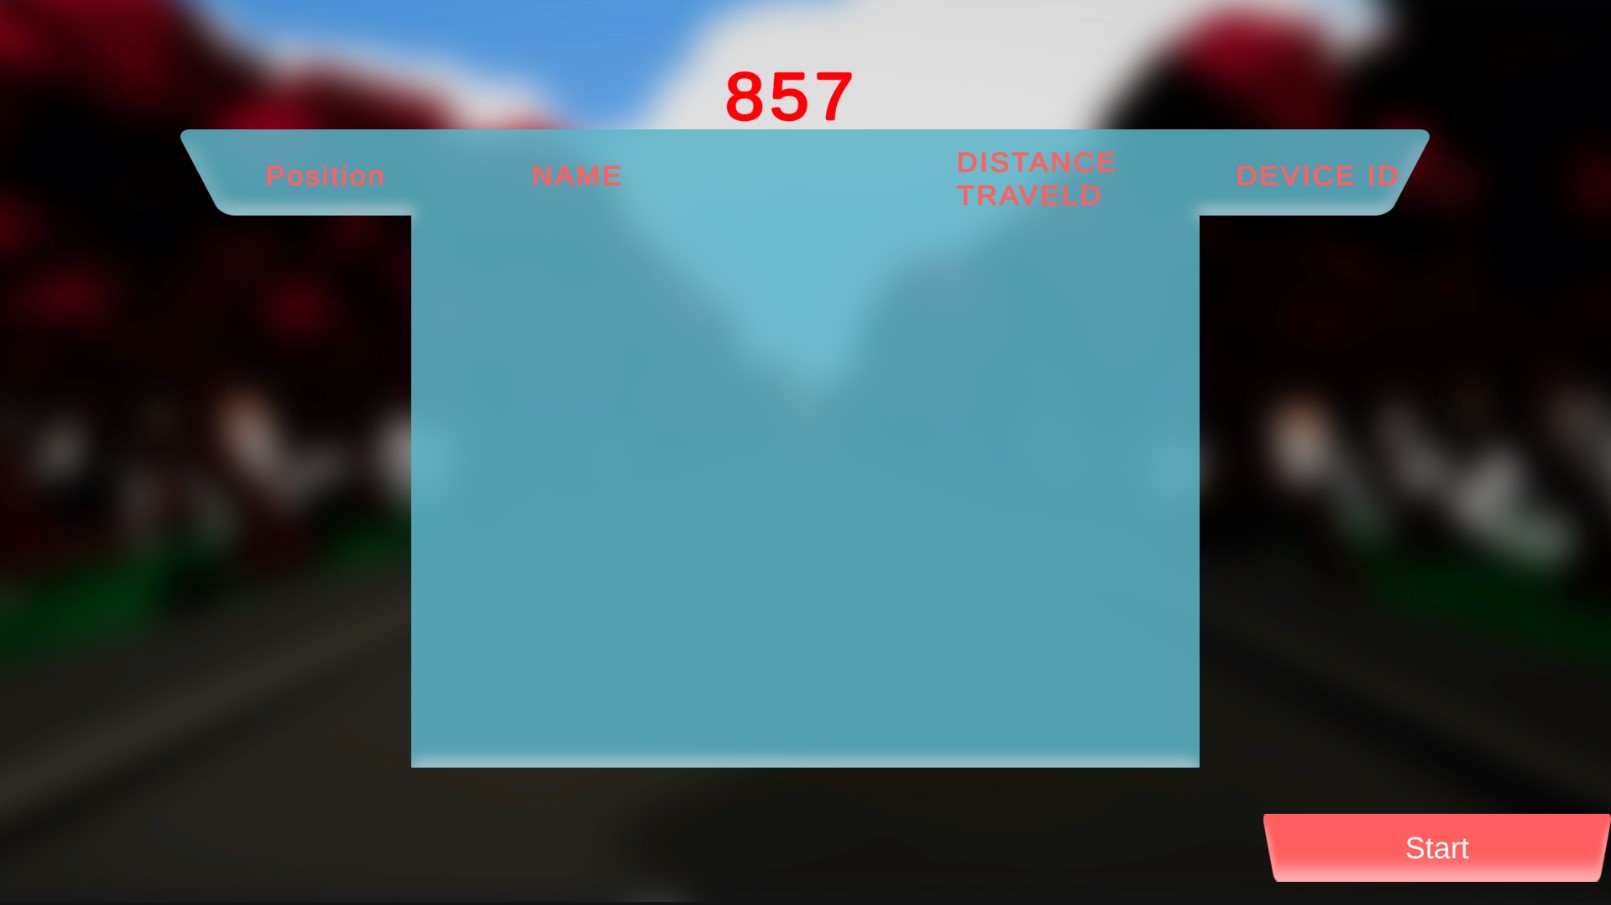 857
Position
NAME
DISTANCE
TRAVELD
DEVICE ID
Start